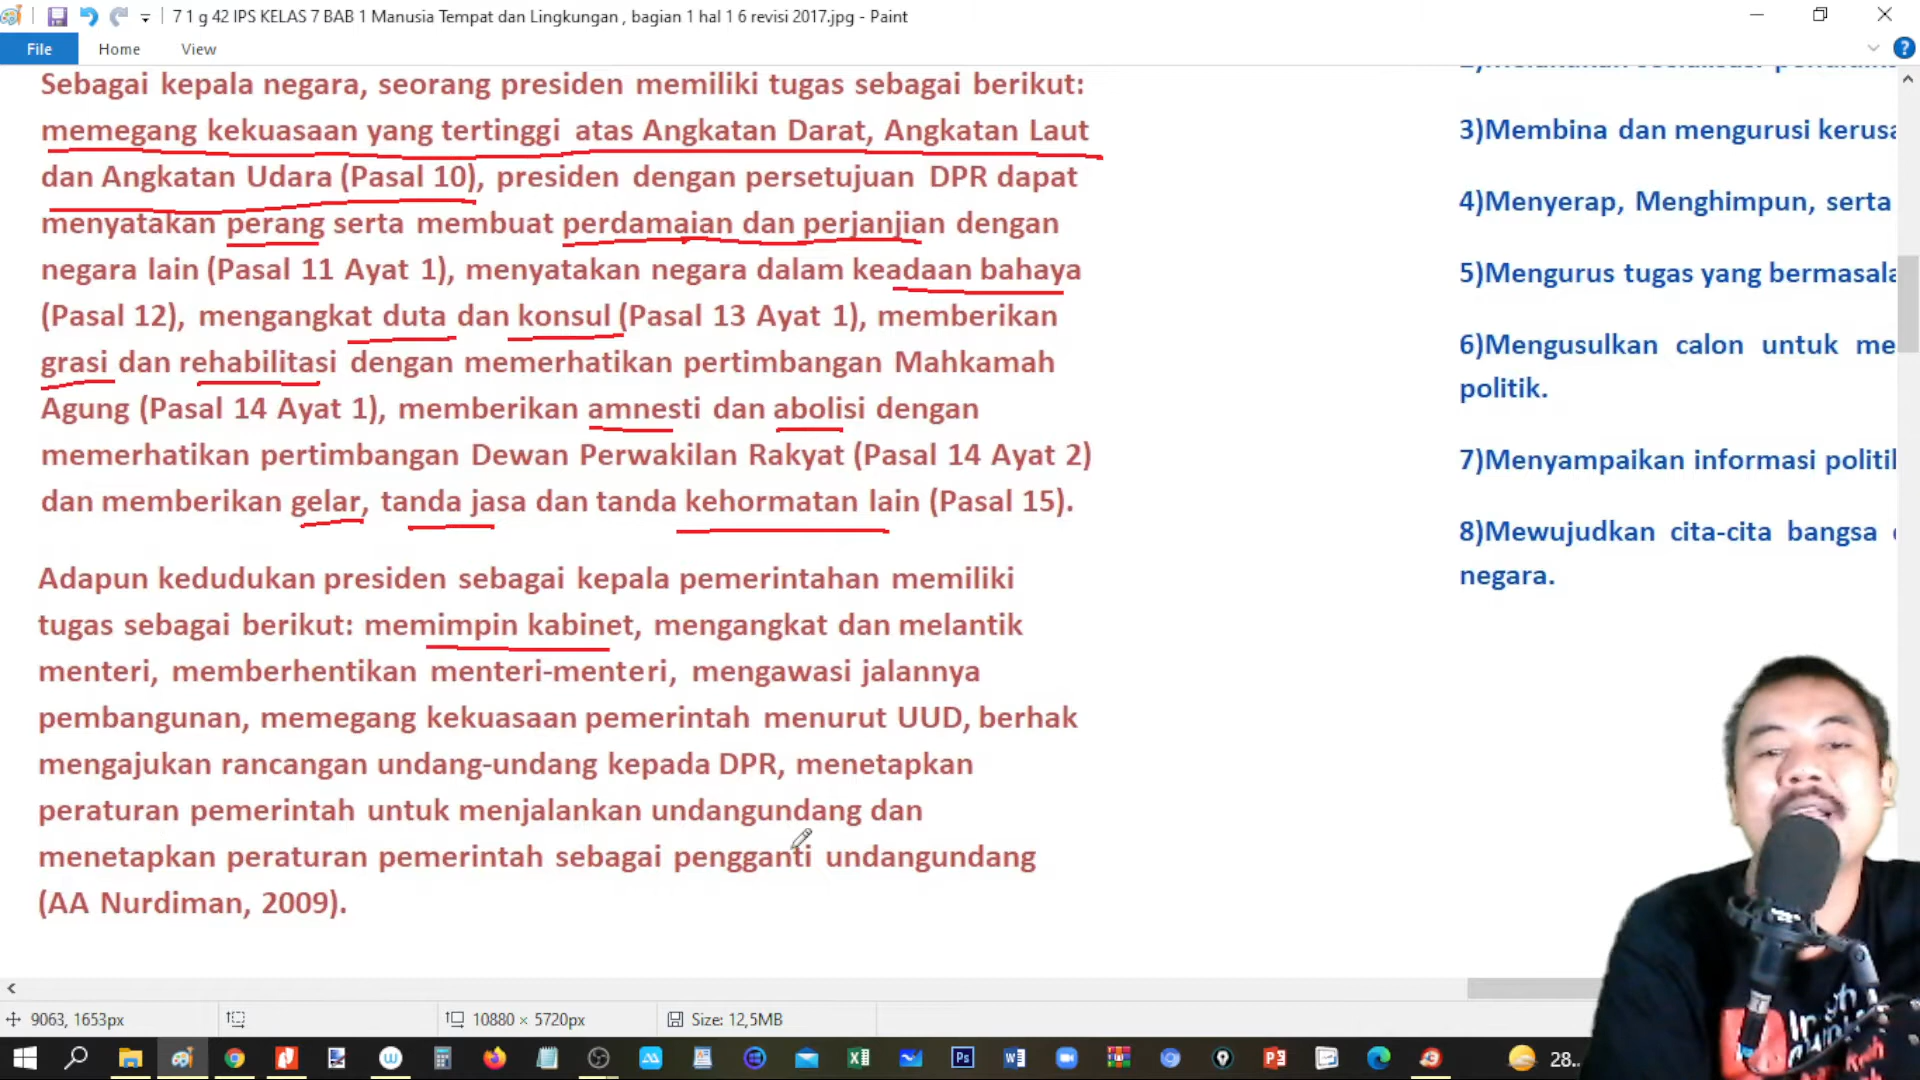 7 1 g 42 IPS KELAS 7 BAB 1 Manusia Tempat dan Lingkungan , bagian 1 hal 1 6 revisi 2017.jpg - Paint
File Home View
Sebagai kepala negara, seorang presiden memiliki tugas sebagai berikut:
memegang kekuasaan yang tertinggi atas Angkatan Darat, Angkatan Laut
dan Angkatan Udara (Pasal 10), presiden dengan persetujuan DPR dapat
menyatakan perang serta membuat perdamaian dan perjanjian dengan
negara lain (Pasal 11 Ayat 1), menyatakan negara dalam keadaan bahaya
(Pasal 12), mengangkat duta dan konsul (Pasal 13 Ayat 1), memberikan
grasi dan rehabilitasi dengan memerhatikan pertimbangan Mahkamah
Agung (Pasal 14 Ayat 1), memberikan amnesti dan abolisi dengan
memerhatikan pertimbangan Dewan Perwakilan Rakyat (Pasal 14 Ayat 2)
dan memberikan gelar, tanda jasa dan tanda kehormatan lain (Pasal 15).
Adapun kedudukan presiden sebagai kepala pemerintahan memiliki
tugas sebagai berikut: memimpin kabinet, mengangkat dan melantik
menteri, memberhentikan menteri-menteri, mengawasi jalannya
pembangunan, memegang kekuasaan pemerintah menurut UUD, berhak
mengajukan rancangan undang-undang kepada DPR, menetapkan
peraturan pemerintah untuk menjalankan undangundang dan
menetapkan peraturan pemerintah sebagai pengganti undangundang
(AA Nurdiman, 2009).
3)Membina dan mengurusi kerusa
4)Menyerap, Menghimpun, serta
5)Mengurus tugas yang bermasala
6)Mengusulkan calon untuk me
politik.
7)Menyampaikan informasi politi
8)Mewujudkan cita-cita bangsa
negara.
9063, 1653px
10880 × 5720px
Size: 12,5MB
28..